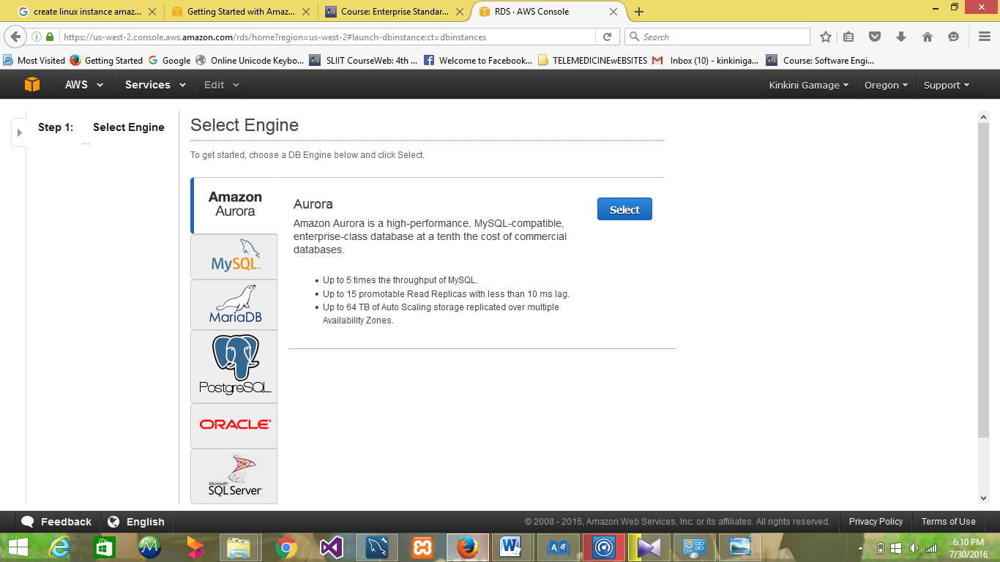 create linux instance amaz...
Getting Started with Amaz...
Course: Enterprise Standar...
RDS · AWS Console
https://us-west-2.console.aws.amazon.com/rds/home?region=us-west-2#launch-dbinstance:ct=dbinstances
Search
Most Visited
Getting Started
Google
Online Unicode Keybo...
SLIIT CourseWeb: 4th ...
Welcome to Facebook...
TELEMEDICINEwEBSITES
Inbox (10) - kinkiniga...
Course: Software Engi...
AWS
Services
Edit
Kinkini Gamage
Oregon
Support
Step 1:
Select Engine
Select Engine
To get started, choose a DB Engine below and click Select.
Amazon
Aurora
MySQL
MariaDB
PostgreSQL
ORACLE
Microsoft
SQL Server
Aurora
Select
Amazon Aurora is a high-performance, MySQL-compatible,
enterprise-class database at a tenth the cost of commercial
databases.
Up to 5 times the throughput of MySQL.
Up to 15 promotable Read Replicas with less than 10 ms lag.
Up to 64 TB of Auto Scaling storage replicated over multiple
Availability Zones.
Feedback
English
© 2008 - 2016, Amazon Web Services, Inc. or its affiliates. All rights reserved.
Privacy Policy
Terms of Use
6:10 PM
7/30/2016